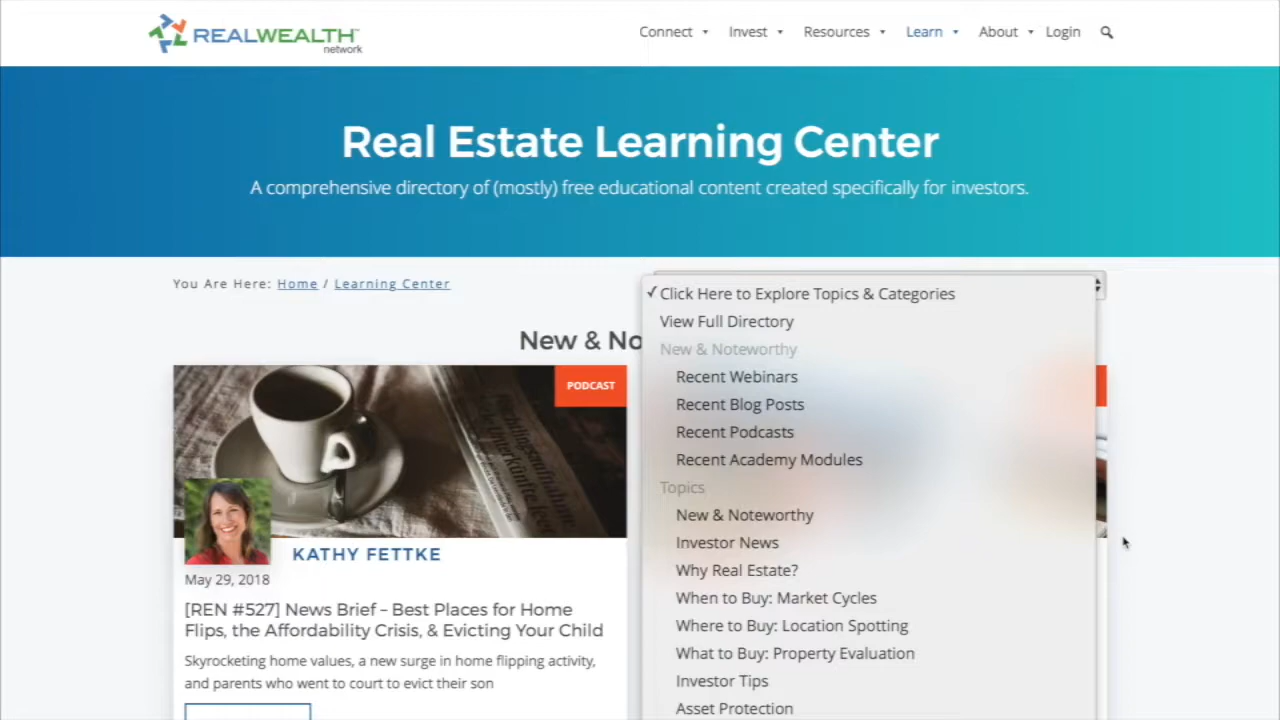 REALWEALTH
network
Connect
Invest
Resources
Learn
About
Login
Real Estate Learning Center
A comprehensive directory of (mostly) free educational content created specifically for investors.
You Are Here: Home / Learning Center
✓Click Here to Explore Topics & Categories
View Full Directory
New & Noteworthy
Recent Webinars
Recent Blog Posts
Recent Podcasts
Recent Academy Modules
Topics
New & Noteworthy
Investor News
Why Real Estate?
When to Buy: Market Cycles
Where to Buy: Location Spotting
What to Buy: Property Evaluation
Investor Tips
Asset Protection
New & No
PODCAST
KATHY FETTKE
May 29, 2018
[REN #527] News Brief – Best Places for Home
Flips, the Affordability Crisis, & Evicting Your Child
Skyrocketing home values, a new surge in home flipping activity,
and parents who went to court to evict their son